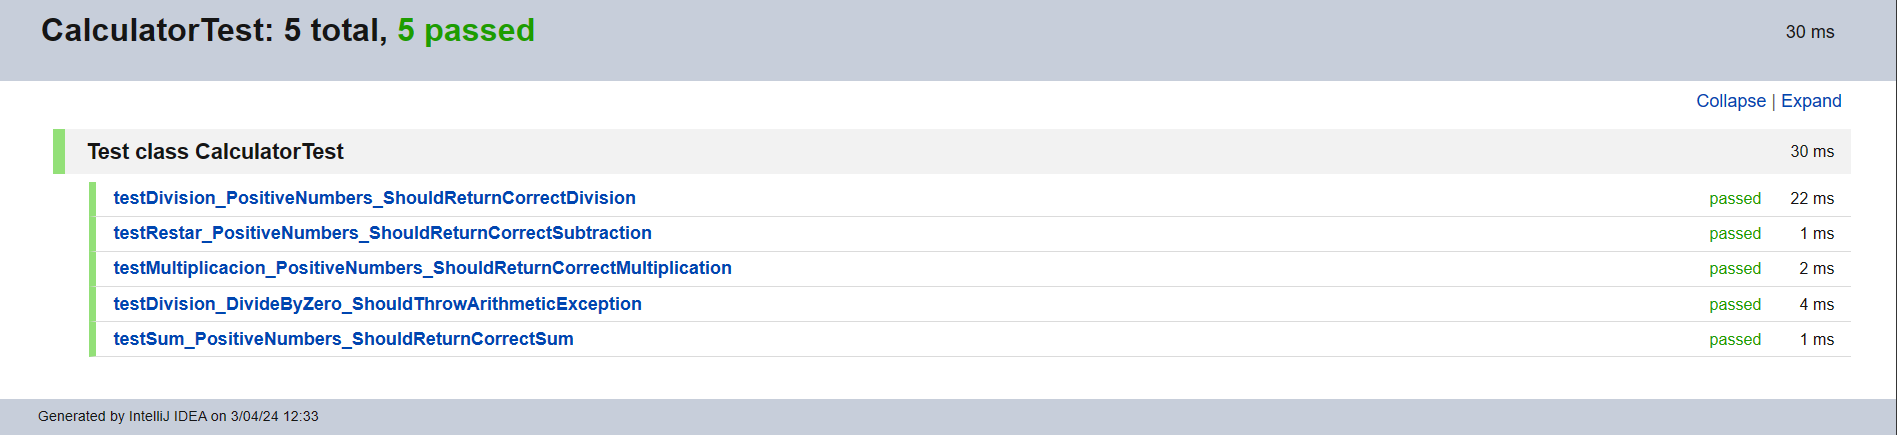 CalculatorTest: 5 total, 5 passed 30 ms
Collapse | Expand
Test class CalculatorTest 30 ms
testDivision_PositiveNumbers_ShouldReturnCorrectDivision passed 22 ms
testRestar_PositiveNumbers_ShouldReturnCorrectSubtraction passed 1 ms
testMultiplicacion_PositiveNumbers_ShouldReturnCorrectMultiplication passed 2 ms
testDivision_DivideByZero_ShouldThrowArithmeticException passed 4 ms
testSum_PositiveNumbers_ShouldReturnCorrectSum passed 1 ms
Generated by IntelliJ IDEA on 3/04/24 12:33